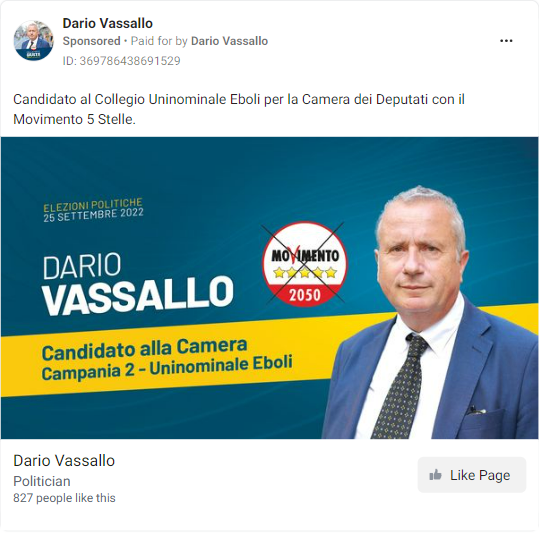 Dario Vassallo
Sponsored • Paid for by Dario Vassallo
ID: 369786438691529
Candidato al Collegio Uninominale Eboli per la Camera dei Deputati con il
Movimento 5 Stelle.
ELEZIONI POLITICHE
25 SETTEMBRE 2022
DARIO
VASSALLO
MOVIMENTO
2050
Candidato alla Camera
Campania 2 - Uninominale Eboli
Dario Vassallo
Politician
827 people like this
Like Page